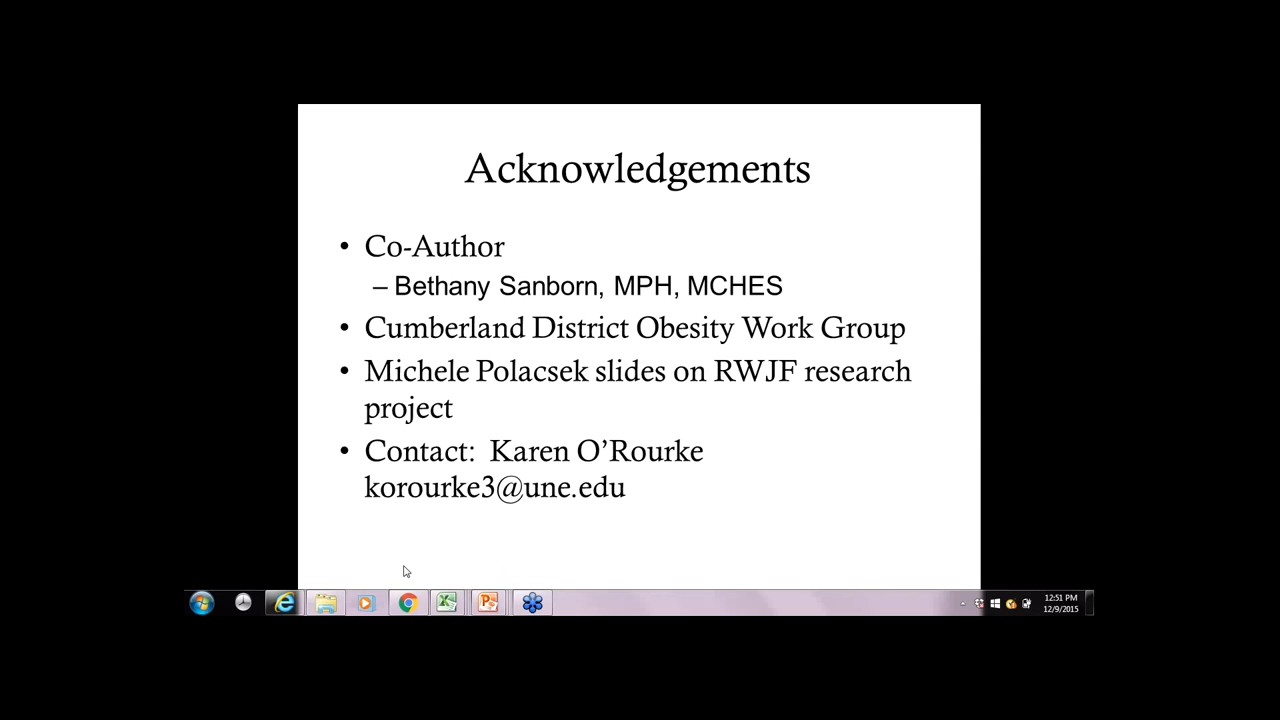 Acknowledgements
• Co-Author
– Bethany Sanborn, MPH, MCHES
• Cumberland District Obesity Work Group
• Michele Polacsek slides on RWJF research
project
• Contact:  Karen O’Rourke
korourke3@une.edu
12:51 PM
12/9/2015